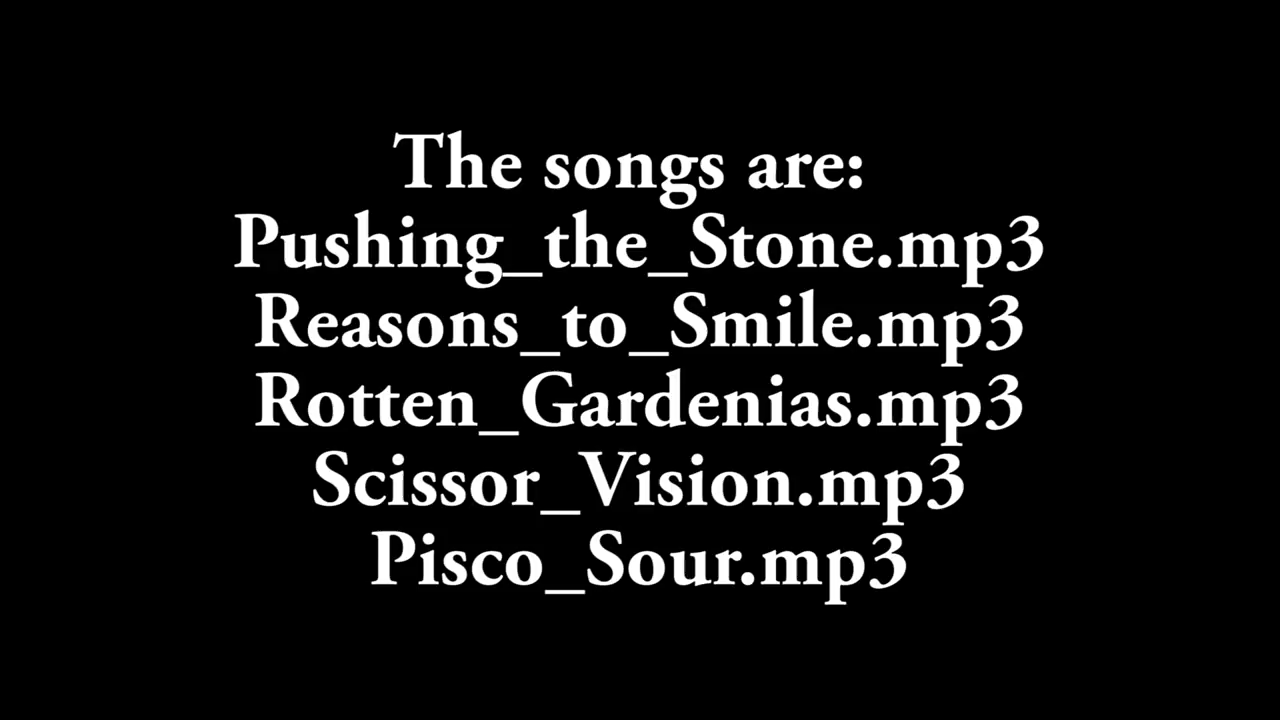 The songs are:
Pushing_the_Stone.mp3
Reasons_to_Smile.mp3
Rotten_Gardenias.mp3
Scissor_Vision.mp3
Pisco_Sour.mp3